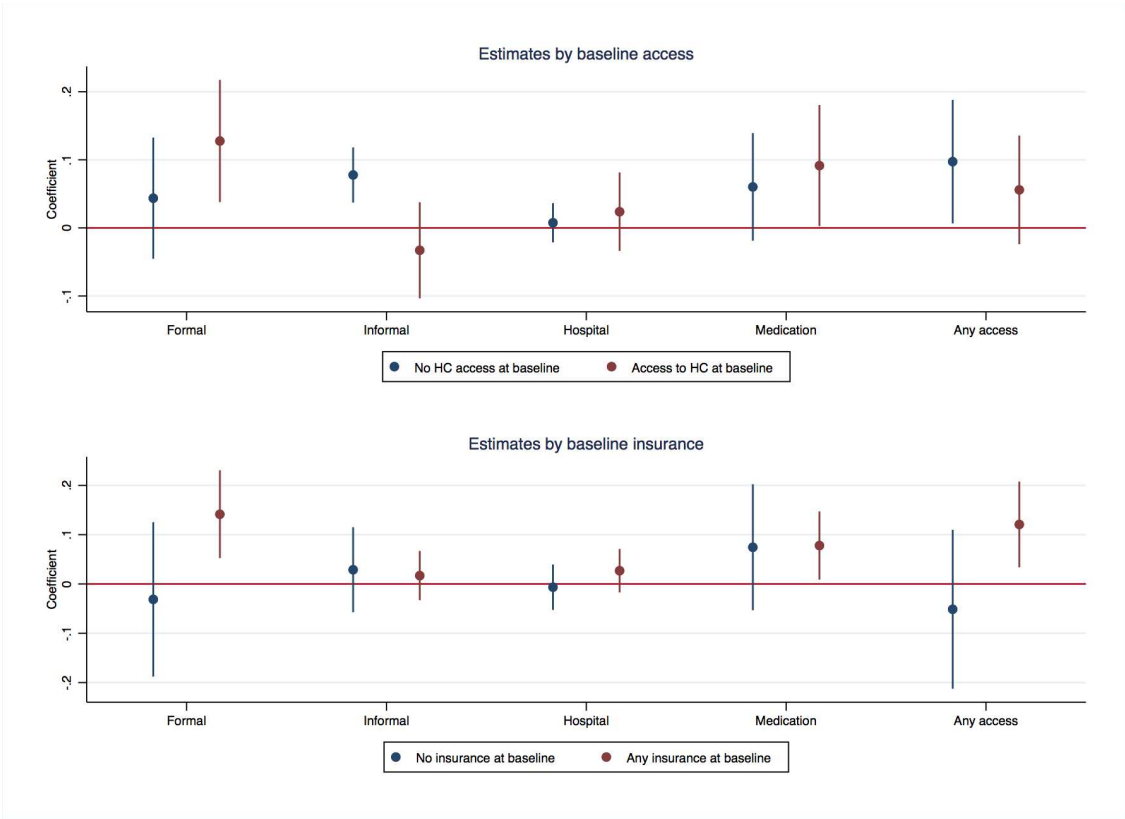 Estimates by baseline access
Coefficient
.2
.1
0
-.1
Formal Informal Hospital Medication Any access
No HC access at baseline Access to HC at baseline
Estimates by baseline insurance
Coefficient
.2
.1
0
-.1
-.2
Formal Informal Hospital Medication Any access
No insurance at baseline Any insurance at baseline